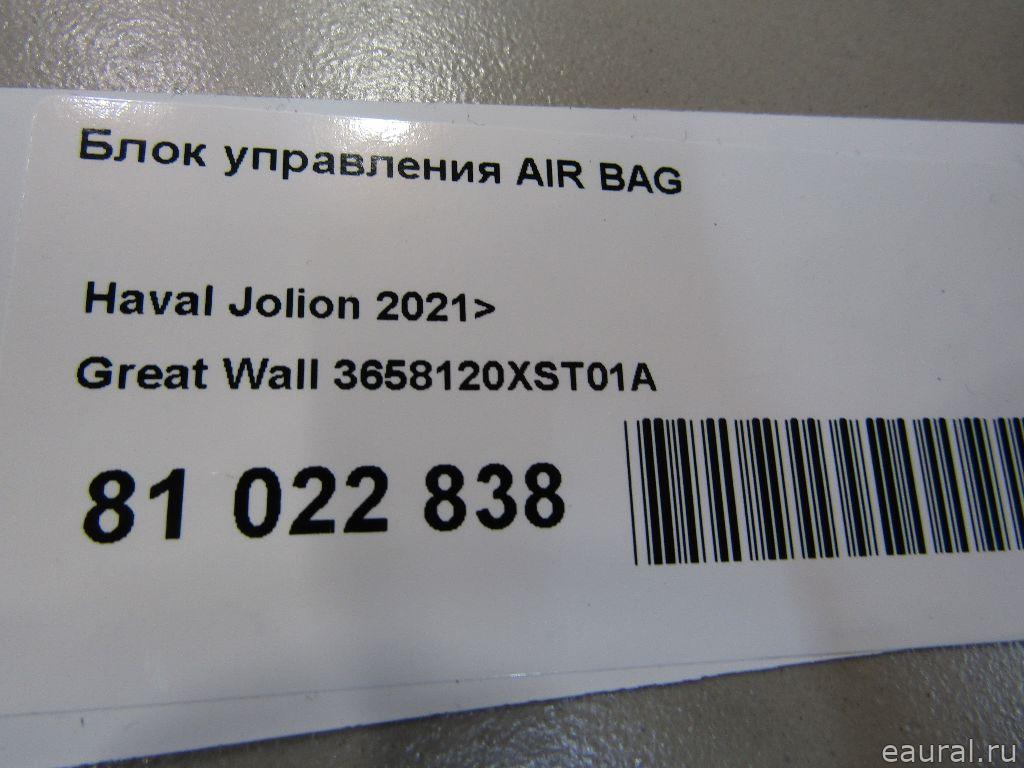 Блок управления AIR BAG
Haval Jolion 2021>
Great Wall 3658120XST01A
81 022 838
eaural.ru